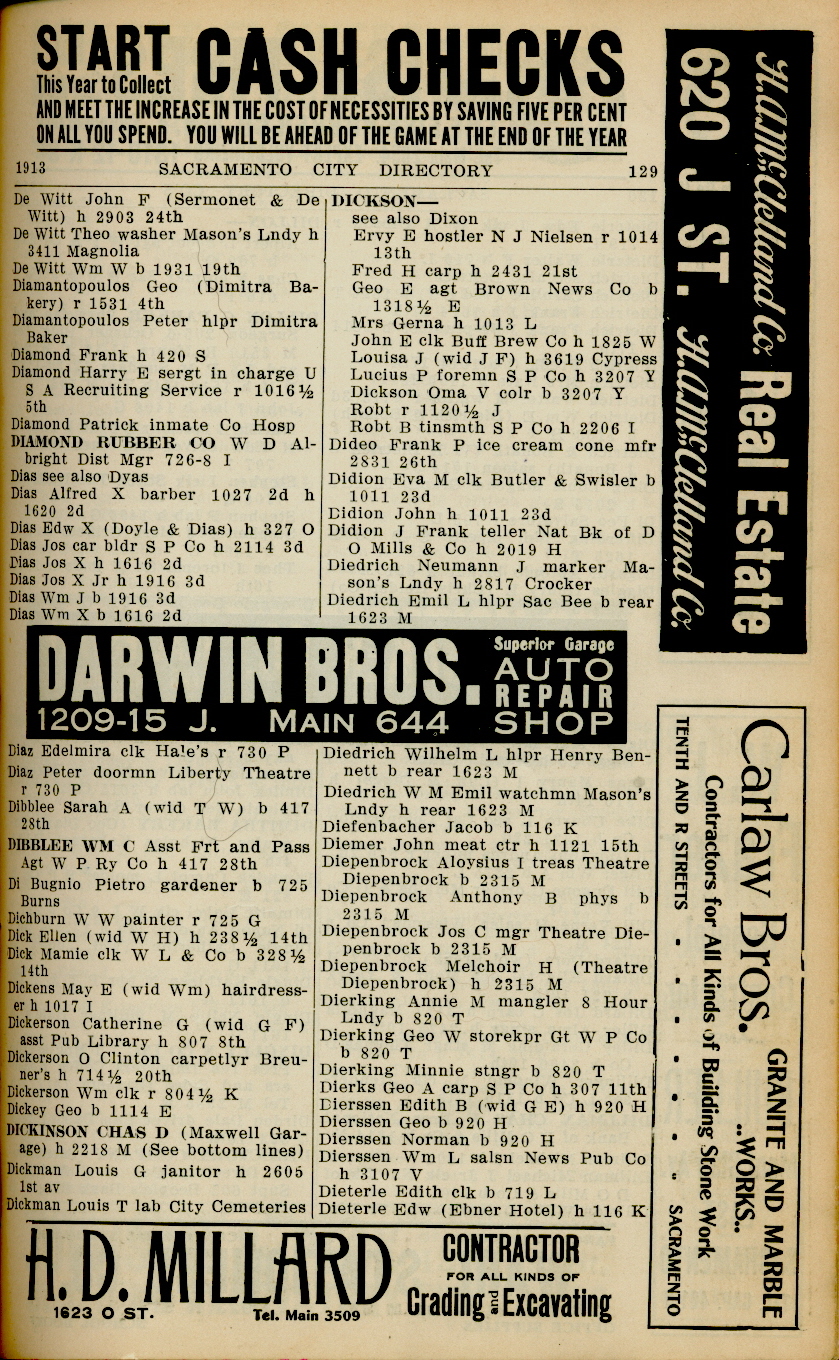 START CASH CHECKS
This Year to Collect
AND MEET THE INCREASE IN THE COST OF NECESSITIES BY SAVING FIVE PER CENT
ON ALL YOU SPEND. YOU WILL BE AHEAD OF THE GAME AT THE END OF THE YEAR
1913 SACRAMENTO CITY DIRECTORY 129
De Witt John F (Sermonet & De
Witt) h 2903 24th
De Witt Theo washer Mason's Lndy h
3411 Magnolia
De Witt Wm W b 1931 19th
Diamantopoulos Geo (Dimitra Ba-
kery) r 1531 4th
Diamantopoulos Peter hlpr Dimitra
Baker
Diamond Frank h 420 S
Diamond Harry E sergt in charge U
S A Recruiting Service r 1016½
5th
Diamond Patrick inmate Co Hosp
DIAMOND RUBBER CO W D Al-
bright Dist Mgr 726-8 I
Dias see also Dyas
Dias Alfred X barber 1027 2d h
1620 2d
Dias Edw X (Doyle & Dias) h 327 O
Dias Jos car bldr S P Co h 2114 3d
Dias Jos X h 1616 2d
Dias Jos X Jr h 1916 3d
Dias Wm J b 1916 3d
Dias Wm X b 1616 2d
DICKSON—
see also Dixon
Ervy E hostler N J Nielsen r 1014
13th
Fred H carp h 2431 21st
Geo E agt Brown News Co b
1318½ E
Mrs Gerna h 1013 L
John E clk Buff Brew Co h 1825 W
Louisa J (wid J F) h 3619 Cypress
Lucius P foremn S P Co h 3207 Y
Dickson Oma V colr b 3207 Y
Robt r 1120½ J
Robt B tinsmth S P Co h 2206 I
Dideo Frank P ice cream cone mfr
2831 26th
Didion Eva M clk Butler & Swisler b
1011 23d
Didion John h 1011 23d
Didion J Frank teller Nat Bk of D
O Mills & Co h 2019 H
Diedrich Neumann J marker Ma-
son's Lndy h 2817 Crocker
Diedrich Emil L hlpr Sac Bee b rear
1623 M
DARWIN BROS.
Superior Garage
AUTO
REPAIR
1209-15 J. MAIN 644 SHOP
Diaz Edelmira clk Hale's r 730 P
Diaz Peter doormn Liberty Theatre
r 730 P
Dibblee Sarah A (wid T W) b 417
28th
DIBBLEE WM C Asst Frt and Pass
Agt W P Ry Co h 417 28th
Di Bugnio Pietro gardener b 725
Burns
Dichburn W W painter r 725 G
Dick Ellen (wid W H) h 238½ 14th
Dick Mamie clk W L & Co b 328½
14th
Dickens May E (wid Wm) hairdress-
er h 1017 I
Dickerson Catherine G (wid G F)
asst Pub Library h 807 8th
Dickerson O Clinton carpetlyr Breu-
ner's h 714½ 20th
Dickerson Wm clk r 804½ K
Dickey Geo b 1114 E
DICKINSON CHAS D (Maxwell Gar-
age) h 2218 M (See bottom lines)
Dickman Louis G janitor h 2605
1st av
Dickman Louis T lab City Cemeteries
Diedrich Wilhelm L hlpr Henry Ben-
nett b rear 1623 M
Diedrich W M Emil watchmn Mason's
Lndy h rear 1623 M
Diefenbacher Jacob b 116 K
Diemer John meat ctr h 1121 15th
Diepenbrock Aloysius I treas Theatre
Diepenbrock b 2315 M
Diepenbrock Anthony B phys b
2315 M
Diepenbrock Jos C mgr Theatre Die-
penbrock b 2315 M
Diepenbrock Melchoir H (Theatre
Diepenbrock) h 2315 M
Dierking Annie M mangler 8 Hour
Lndy b 820 T
Dierking Geo W storekpr Gt W P Co
b 820 T
Dierking Minnie stngr b 820 T
Dierks Geo A carp S P Co h 307 11th
Dierssen Edith B (wid G E) h 920 H
Dierssen Geo b 920 H
Dierssen Norman b 920 H
Dierssen Wm L salsn News Pub Co
h 3107 V
Dieterle Edith clk b 719 L
Dieterle Edw (Ebner Hotel) h 116 K
H. D. MILLARD
1623 O ST. Tel. Main 3509
CONTRACTOR
FOR ALL KINDS OF
Grading and Excavating
H. A. McClelland Co. Real Estate
620 J ST. H. A. McClelland Co.
Carlaw Bros. GRANITE AND MARBLE
..WORKS..
Contractors for All Kinds of Building Stone Work
TENTH AND R STREETS . . . . . . SACRAMENTO